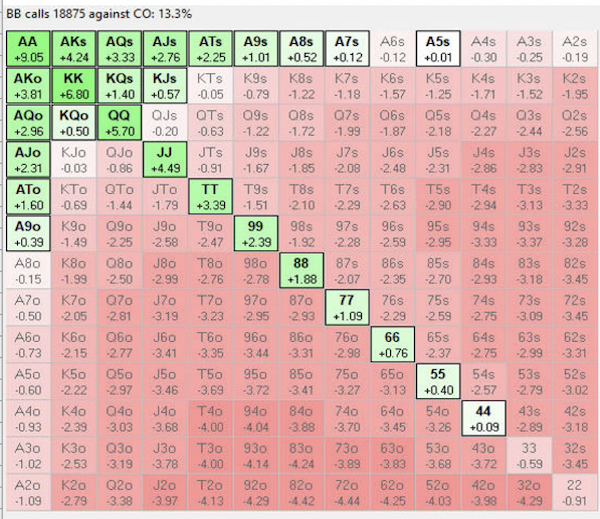 BB calls 18875 against CO: 13.3%
AA AKs AQs AJs ATs A9s A8s A7s A6s A5s A4s A3s A2s
+9.05 +4.24 +3.33 +2.76 +2.25 +1.01 +0.52 +0.12 -0.12 +0.01 -0.30 -0.25 -0.19
AKo KK KQs KJs KTs K9s K8s K7s K6s K5s K4s K3s K2s
+3.81 +6.80 +1.40 +0.57 -0.05 -0.79 -1.22 -1.18 -1.57 -1.25 -1.71 -1.52 -1.95
AQo KQo QQ QJs QTs Q9s Q8s Q7s Q6s Q5s Q4s Q3s Q2s
+2.96 +0.50 +5.70 -0.20 -0.63 -1.22 -1.72 -1.99 -1.87 -2.18 -2.27 -2.44 -2.56
AJo KJo QJo JJ JTs J9s J8s J7s J6s J5s J4s J3s J2s
+2.31 -0.03 -0.86 +4.49 -0.91 -1.67 -1.85 -2.08 -2.48 -2.31 -2.86 -2.83 -2.91
ATo KTo QTo JTo TT T9s T8s T7s T6s T5s T4s T3s T2s
+1.60 -0.69 -1.44 -1.79 +3.39 -1.51 -2.10 -2.29 -2.63 -2.90 -2.94 -3.13 -3.33
A9o K9o Q9o J9o T9o 99 98s 97s 96s 95s 94s 93s 92s
+0.39 -1.49 -2.25 -2.58 -2.47 +2.39 -1.92 -2.28 -2.59 -2.95 -3.33 -3.37 -3.28
A8o K8o Q8o J8o T8o 98o 88 87s 86s 85s 84s 83s 82s
-0.15 -1.99 -2.50 -2.99 -2.76 -2.78 +1.88 -2.07 -2.35 -2.70 -2.93 -3.18 -3.45
A7o K7o Q7o J7o T7o 97o 87o 77 76s 75s 74s 73s 72s
-0.50 -2.05 -2.81 -3.19 -3.23 -2.95 -2.93 +1.09 -2.29 -2.59 -2.75 -3.09 -3.45
A6o K6o Q6o J6o T6o 96o 86o 76o 66 65s 64s 63s 62s
-0.73 -2.15 -2.77 -3.41 -3.35 -3.44 -3.31 -2.98 +0.76 -2.37 -2.75 -2.99 -3.31
A5o K5o Q5o J5o T5o 95o 85o 75o 65o 55 54s 53s 52s
-0.60 -2.22 -2.97 -3.46 -3.69 -3.72 -3.41 -3.27 -3.13 +0.40 -2.57 -2.79 -3.02
A4o K4o Q4o J4o T4o 94o 84o 74o 64o 54o 44 43s 42s
-0.93 -2.39 -3.03 -3.68 -4.00 -4.04 -3.88 -3.70 -3.45 -3.26 +0.09 -2.89 -3.18
A3o K3o Q3o J3o T3o 93o 83o 73o 63o 53o 43o 33 32s
-1.02 -2.53 -3.19 -3.78 -4.00 -4.14 -4.24 -3.89 -3.83 -3.68 -3.72 -0.59 -3.45
A2o K2o Q2o J2o T2o 92o 82o 72o 62o 52o 42o 32o 22
-1.09 -2.79 -3.38 -3.97 -4.13 -4.29 -4.42 -4.44 -4.25 -4.03 -3.98 -4.29 -0.91